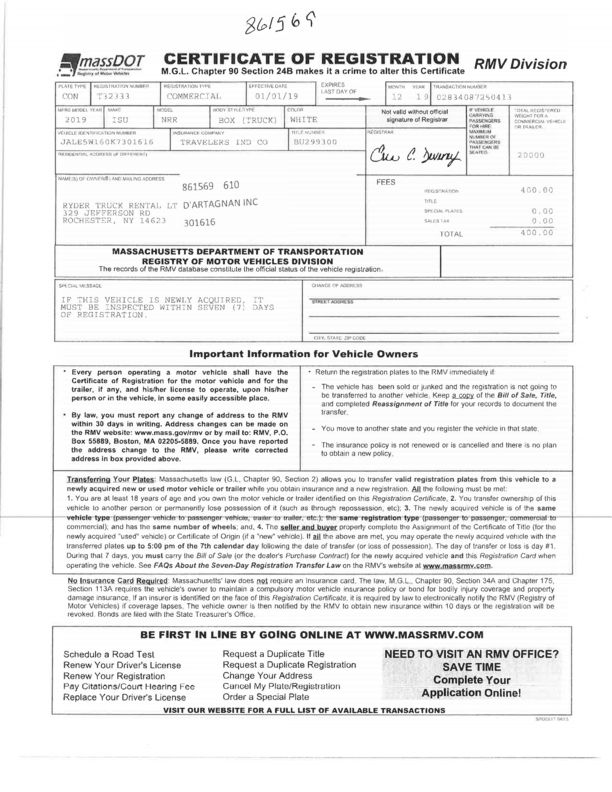 861569
massDOT
Registry of Motor Vehicles
CERTIFICATE OF REGISTRATION
RMV Division
M.G.L. Chapter 90 Section 24B makes it a crime to alter this Certificate
PLATE TYPE REGISTRATION NUMBER REGISTRATION TYPE EFFECTIVE DATE EXPIRES LAST DAY OF MONTH YEAR TRANSACTION NUMBER
CON T32333 COMMERCIAL 01/01/19 12 19 02834087250413
MFRS MODEL YEAR MAKE MODEL BODY STYLE/TYPE COLOR
2019 ISU NRR BOX (TRUCK) WHITE
Not valid without official signature of Registrar
IF VEHICLE CARRYING PASSENGERS FOR HIRE MAXIMUM NUMBER OF PASSENGERS THAT CAN BE SEATED
TOTAL REGISTERED WEIGHT FOR A COMMERCIAL VEHICLE OR TRAILER
VEHICLE IDENTIFICATION NUMBER INSURANCE COMPANY TITLE NUMBER REGISTRAR
JALE5W160K7301616 TRAVELERS IND CO BU299300
RESIDENTIAL ADDRESS (IF DIFFERENT)
20000
NAME(S) OF OWNER(S) AND MAILING ADDRESS
861569 610
RYDER TRUCK RENTAL LT D'ARTAGNAN INC
329 JEFFERSON RD
ROCHESTER, NY 14623 301616
FEES
REGISTRATION 400.00
TITLE
SPECIAL PLATES 0.00
SALES TAX 0.00
TOTAL 400.00
MASSACHUSETTS DEPARTMENT OF TRANSPORTATION
REGISTRY OF MOTOR VEHICLES DIVISION
The records of the RMV database constitute the official status of the vehicle registration.
SPECIAL MESSAGE
IF THIS VEHICLE IS NEWLY ACQUIRED, IT
MUST BE INSPECTED WITHIN SEVEN (7) DAYS
OF REGISTRATION.
CHANGE OF ADDRESS
STREET ADDRESS
CITY, STATE, ZIP CODE
Important Information for Vehicle Owners
* Every person operating a motor vehicle shall have the
Certificate of Registration for the motor vehicle and for the
trailer, if any, and his/her license to operate, upon his/her
person or in the vehicle, in some easily accessible place.
* By law, you must report any change of address to the RMV
within 30 days in writing. Address changes can be made on
the RMV website: www.mass.gov/rmv or by mail to: RMV, P.O.
Box 55889, Boston, MA 02205-5889. Once you have reported
the address change to the RMV, please write corrected
address in box provided above.
* Return the registration plates to the RMV immediately if:
- The vehicle has been sold or junked and the registration is not going to
be transferred to another vehicle. Keep a copy of the Bill of Sale, Title,
and completed Reassignment of Title for your records to document the
transfer.
- You move to another state and you register the vehicle in that state.
- The insurance policy is not renewed or is cancelled and there is no plan
to obtain a new policy.
Transferring Your Plates: Massachusetts law (G.L, Chapter 90, Section 2) allows you to transfer valid registration plates from this vehicle to a
newly acquired new or used motor vehicle or trailer while you obtain insurance and a new registration. All the following must be met:
1. You are at least 18 years of age and you own the motor vehicle or trailer identified on this Registration Certificate, 2. You transfer ownership of this
vehicle to another person or permanently lose possession of it (such as through repossession, etc); 3. The newly acquired vehicle is of the same
vehicle type (passenger vehicle to passenger vehicle, trailer to trailer, etc.); the same registration type (passenger to passenger, commercial to
commercial); and has the same number of wheels; and, 4. The seller and buyer properly complete the Assignment of the Certificate of Title (for the
newly acquired "used" vehicle) or Certificate of Origin (if a "new" vehicle). If all the above are met, you may operate the newly acquired vehicle with the
transferred plates up to 5:00 pm of the 7th calendar day following the date of transfer (or loss of possession). The day of transfer or loss is day #1.
During that 7 days, you must carry the Bill of Sale (or the dealer's Purchase Contract) for the newly acquired vehicle and this Registration Card when
operating the vehicle. See FAQs About the Seven-Day Registration Transfer Law on the RMV's website at www.massrmv.com.
No Insurance Card Required: Massachusetts' law does not require an Insurance card, The law, M.G.L., Chapter 90, Section 34A and Chapter 175,
Section 113A requires the vehicle's owner to maintain a compulsory motor vehicle insurance policy or bond for bodily injury coverage and property
damage insurance. If an insurer is identified on the face of this Registration Certificate, it is required by law to electronically notify the RMV (Registry of
Motor Vehicles) if coverage lapses. The vehicle owner is then notified by the RMV to obtain new insurance within 10 days or the registration will be
revoked. Bonds are filed with the State Treasurer's Office.
BE FIRST IN LINE BY GOING ONLINE AT WWW.MASSRMV.COM
Schedule a Road Test
Renew Your Driver's License
Renew Your Registration
Pay Citations/Court Hearing Fee
Replace Your Driver's License
Request a Duplicate Title
Request a Duplicate Registration
Change Your Address
Cancel My Plate/Registration
Order a Special Plate
NEED TO VISIT AN RMV OFFICE?
SAVE TIME
Complete Your
Application Online!
VISIT OUR WEBSITE FOR A FULL LIST OF AVAILABLE TRANSACTIONS